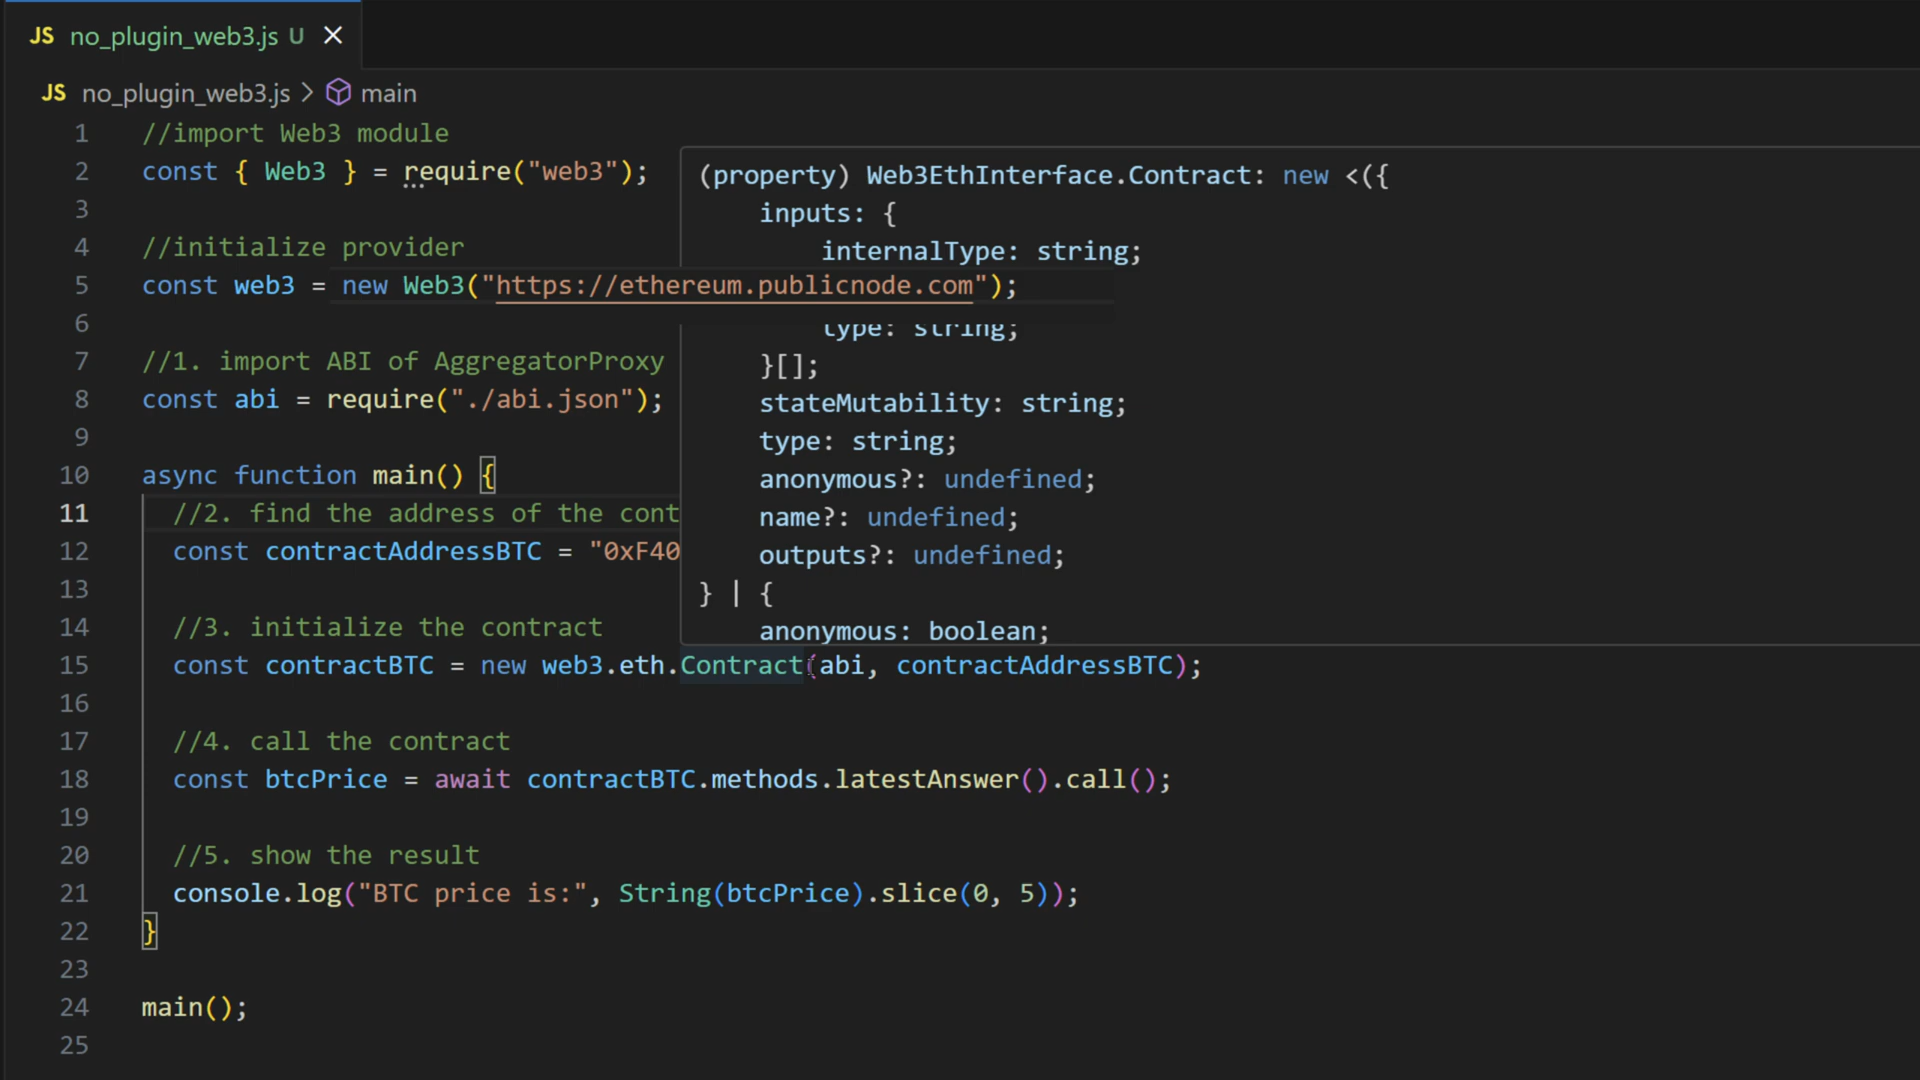 JS no_plugin_web3.js U ×
JS no_plugin_web3.js > main
1 //import Web3 module
2 const { Web3 } = require("web3");
3
4 //initialize provider
5 const web3 = new Web3("https://ethereum.publicnode.com");
6
7 //1. import ABI of AggregatorProxy
8 const abi = require("./abi.json");
9
10 async function main() {
11 //2. find the address of the cont
12 const contractAddressBTC = "0xF40
13
14 //3. initialize the contract
15 const contractBTC = new web3.eth.Contract(abi, contractAddressBTC);
16
17 //4. call the contract
18 const btcPrice = await contractBTC.methods.latestAnswer().call();
19
20 //5. show the result
21 console.log("BTC price is:", String(btcPrice).slice(0, 5));
22 }
23
24 main();
25
(property) Web3EthInterface.Contract: new <({
inputs: {
internalType: string;
type: string;
}[];
stateMutability: string;
type: string;
anonymous?: undefined;
name?: undefined;
outputs?: undefined;
} | {
anonymous: boolean;